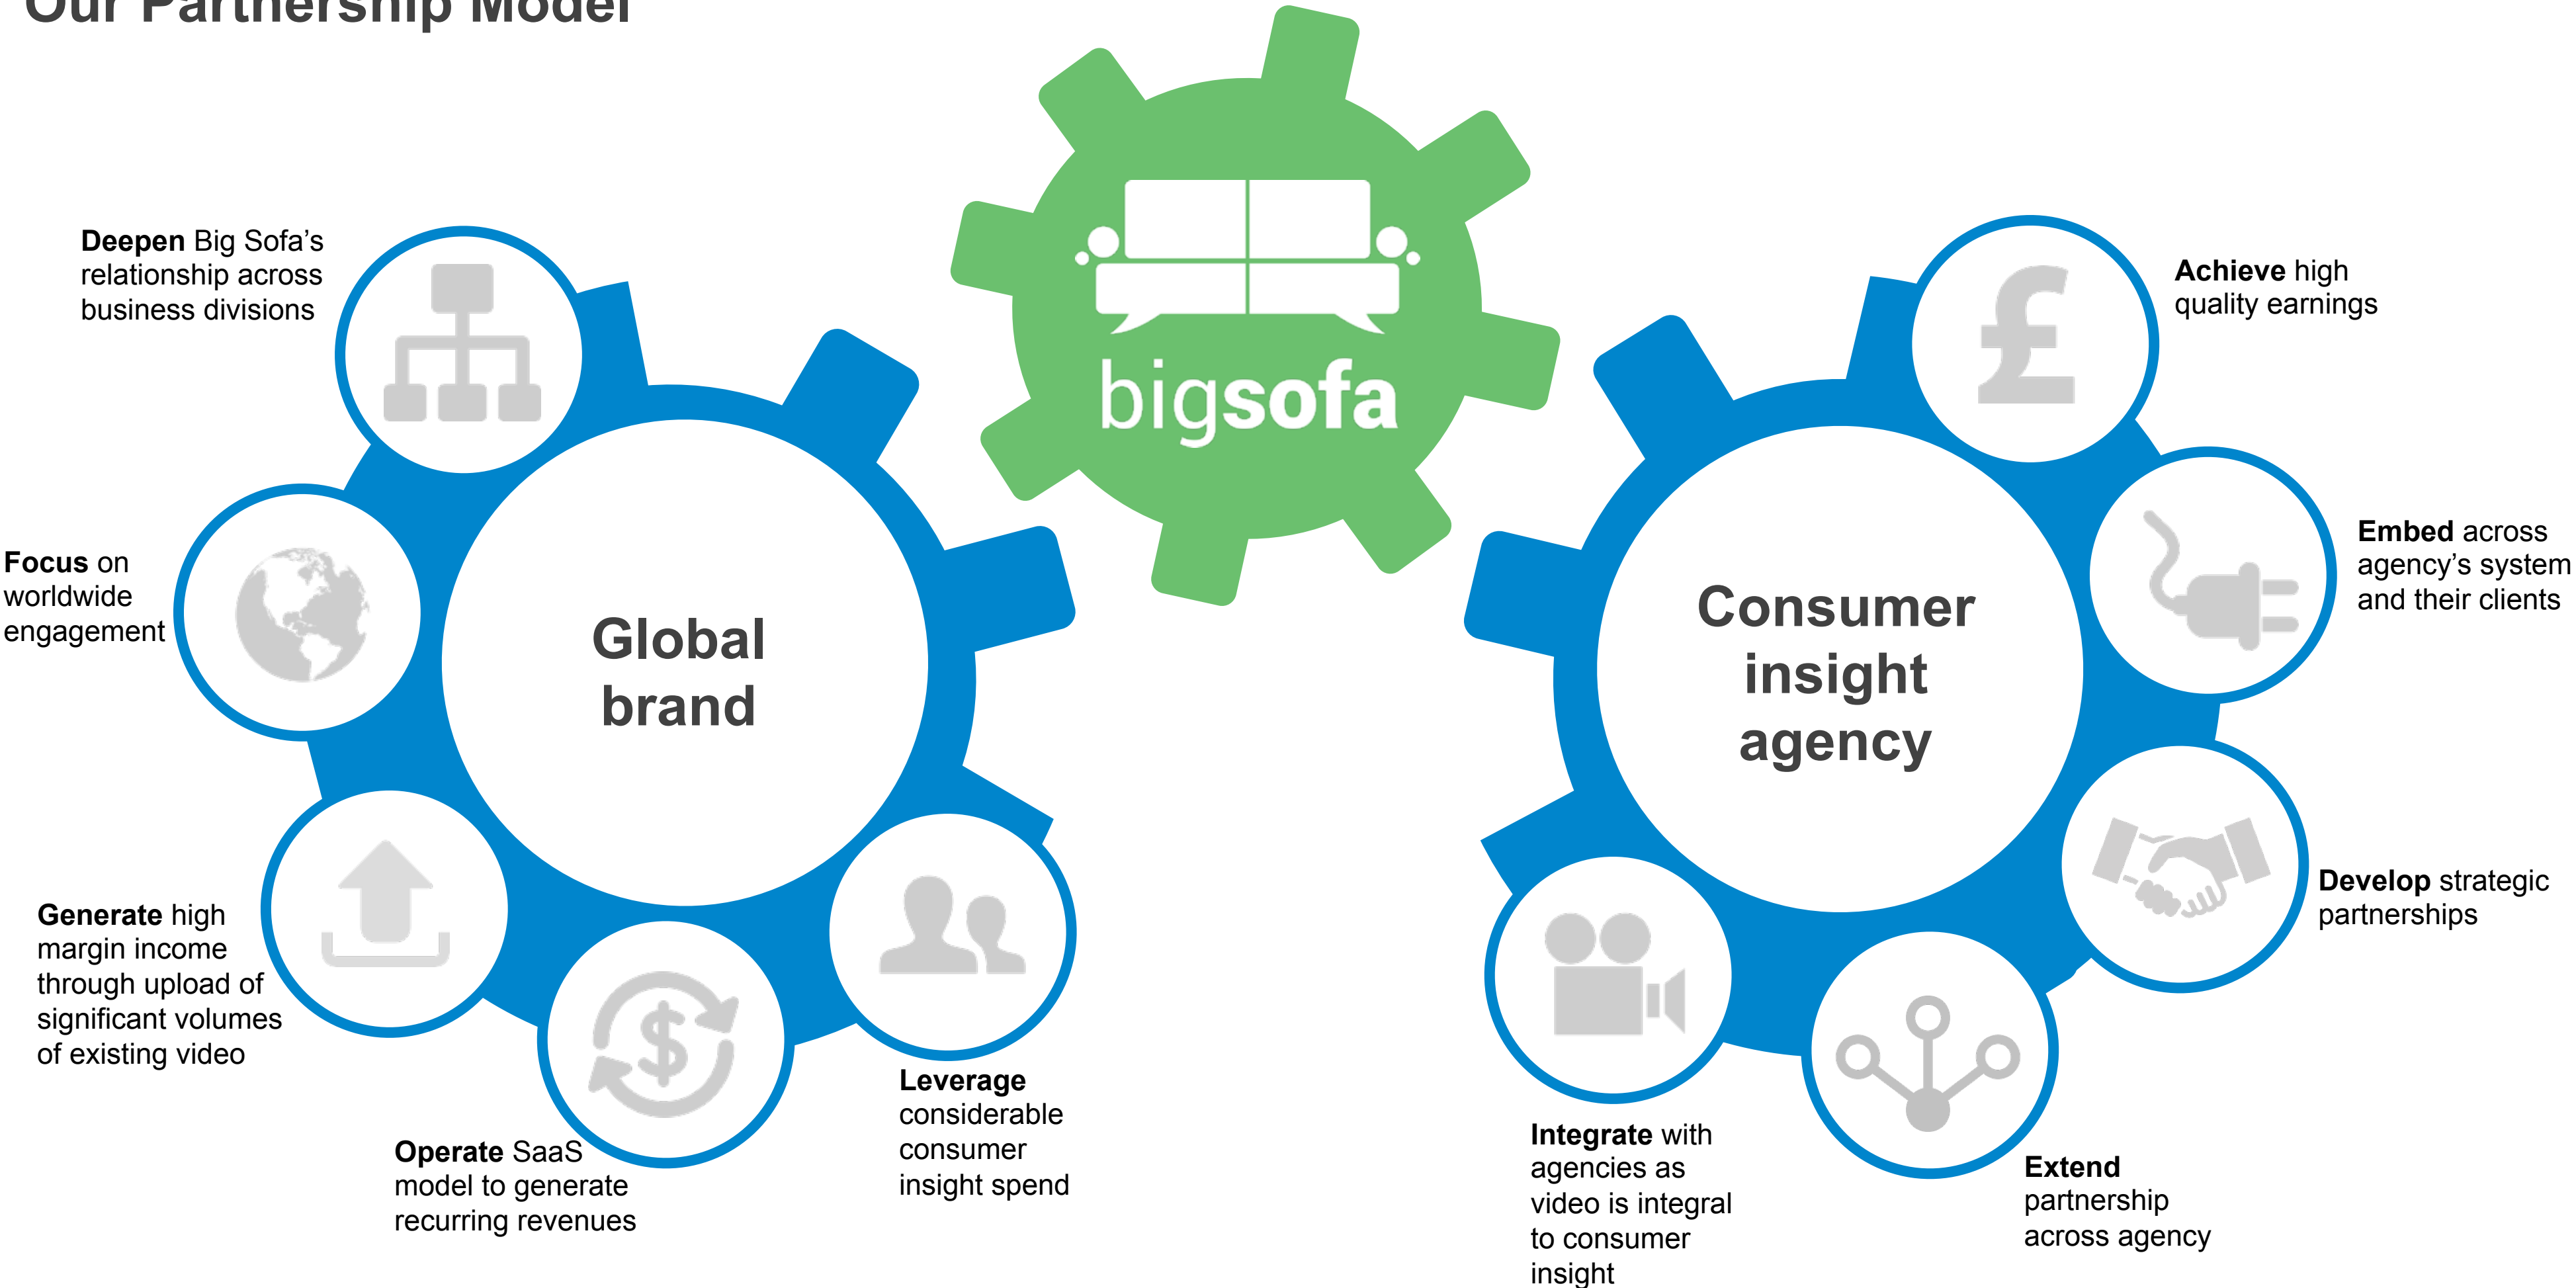 Our Partnership Model
bigsofa
Deepen Big Sofa’s
relationship across
business divisions
Focus on
worldwide
engagement
Generate high
margin income
through upload of
significant volumes
of existing video
Operate SaaS
model to generate
recurring revenues
Leverage
considerable
consumer
insight spend
Global
brand
$
Consumer
insight
agency
£
Achieve high
quality earnings
Embed across
agency’s system
and their clients
Develop strategic
partnerships
Extend
partnership
across agency
Integrate with
agencies as
video is integral
to consumer
insight